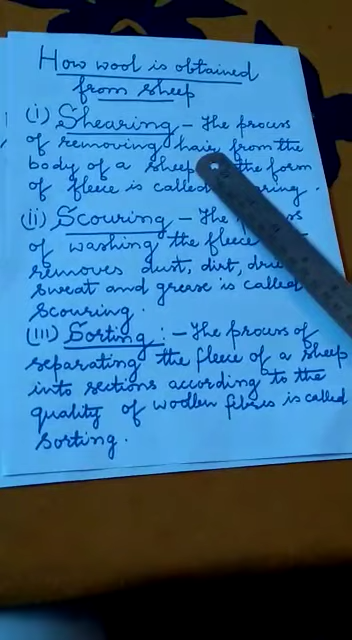 How wool is obtained
from sheep
(i) Shearing - The process
of removing hair from the
body of a sheep the form
of fleece is called
(ii) Scouring - The
of washing the fleece
removes dust, dirt,
sweat and grease is called
Scouring.
(III) Sorting :- The process of
separating the fleece of a sheep
into sections according to the
quality of woollen fibres is called
Sorting.